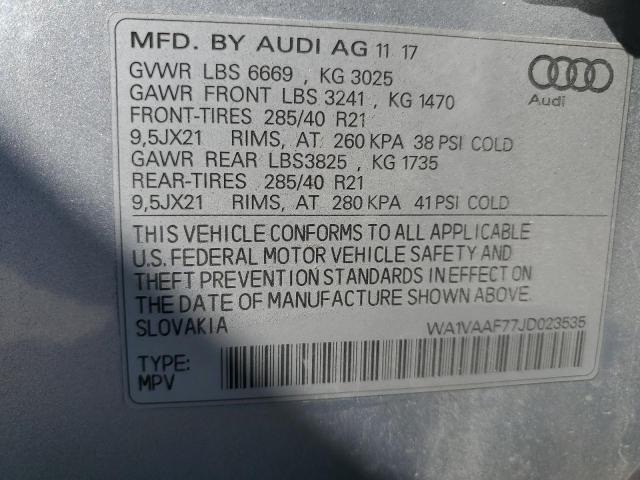 MFD. BY AUDI AG 11 17
GVWR LBS 6669 , KG 3025
GAWR FRONT LBS 3241 , KG 1470
FRONT-TIRES 285/40 R21
9,5JX21 RIMS, AT 260 KPA 38 PSI COLD
GAWR REAR LBS3825 , KG 1735
REAR-TIRES 285/40 R21
9,5JX21 RIMS, AT 280 KPA 41 PSI COLD
Audi
THIS VEHICLE CONFORMS TO ALL APPLICABLE
U.S. FEDERAL MOTOR VEHICLE SAFETY AND
THEFT PREVENTION STANDARDS IN EFFECT ON
THE DATE OF MANUFACTURE SHOWN ABOVE.
SLOVAKIA WA1VAAF77JD023535
TYPE:
MPV